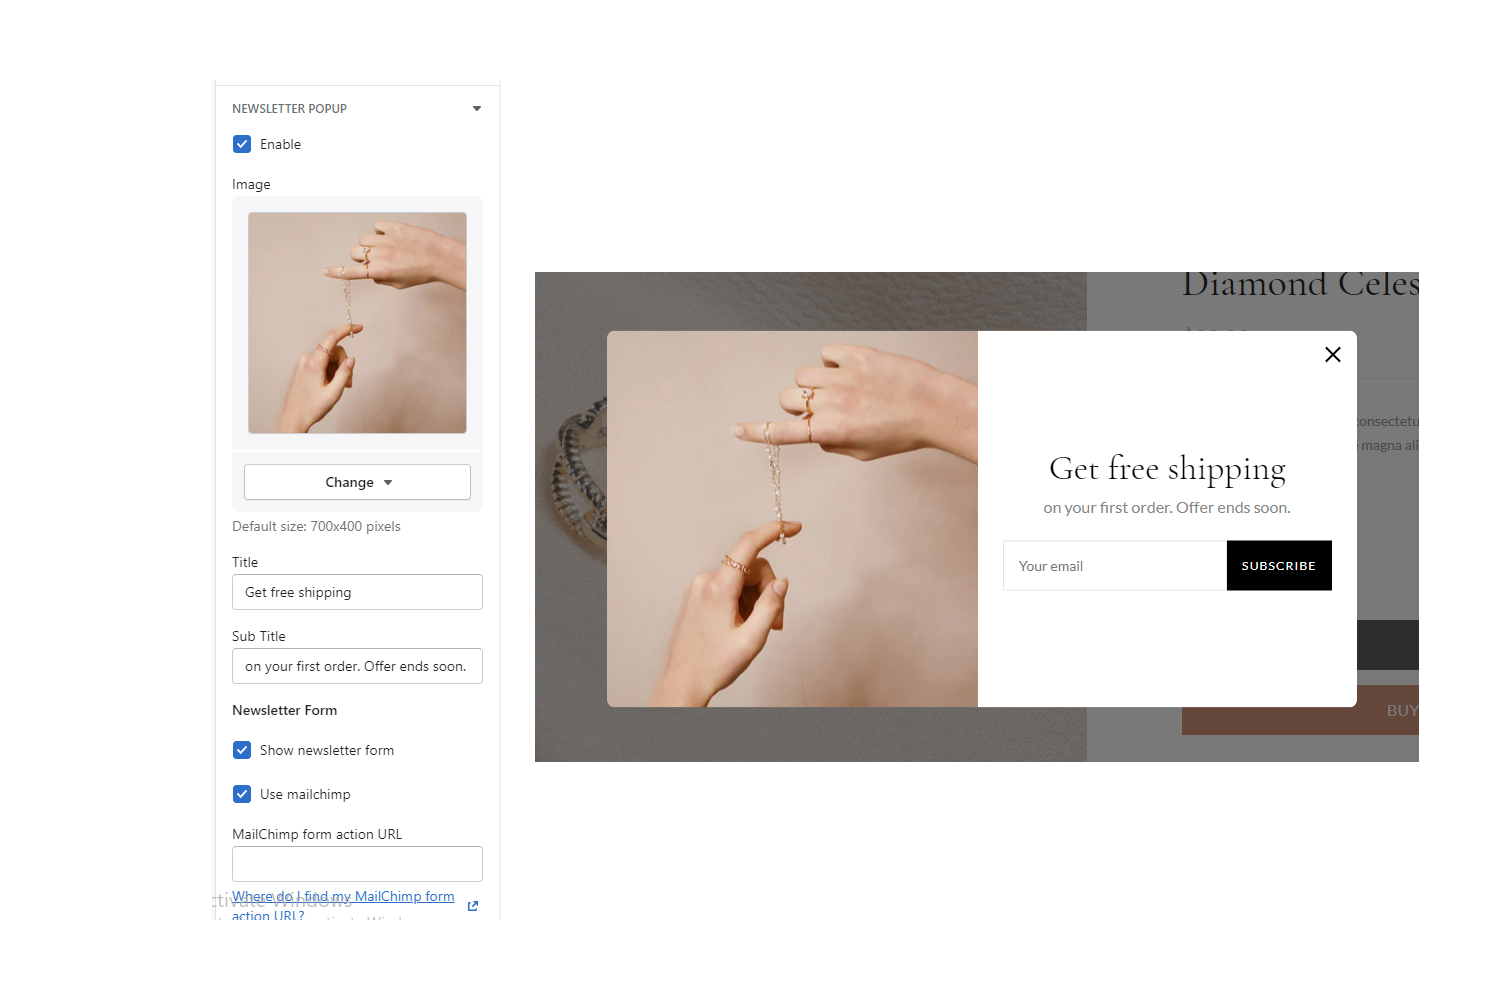 NEWSLETTER POPUP
Enable
Image
Change
Default size: 700x400 pixels
Title
Get free shipping
Sub Title
on your first order. Offer ends soon.
Newsletter Form
Show newsletter form
Use mailchimp
MailChimp form action URL
Where do I find my MailChimp form
action URL?
Diamond Celes
consectetu
magna ali
Get free shipping
on your first order. Offer ends soon.
Your email
SUBSCRIBE
BUY